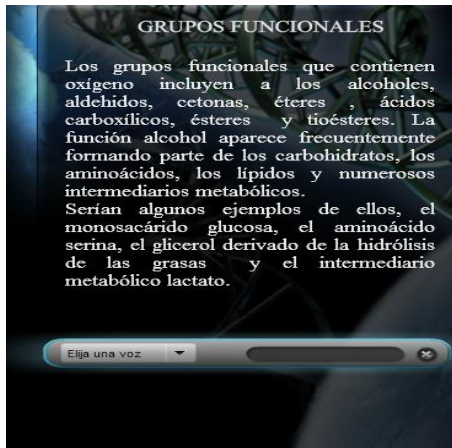 GRUPOS FUNCIONALES
Los grupos funcionales que contienen
oxígeno incluyen a los alcoholes,
aldehidos, cetonas, éteres , ácidos
carboxílicos, ésteres y tioésteres. La
función alcohol aparece frecuentemente
formando parte de los carbohidratos, los
aminoácidos, los lípidos y numerosos
intermediarios metabólicos.
Serían algunos ejemplos de ellos, el
monosacárido glucosa, el aminoácido
serina, el glicerol derivado de la hidrólisis
de las grasas y el intermediario
metabólico lactato.
Elija una voz